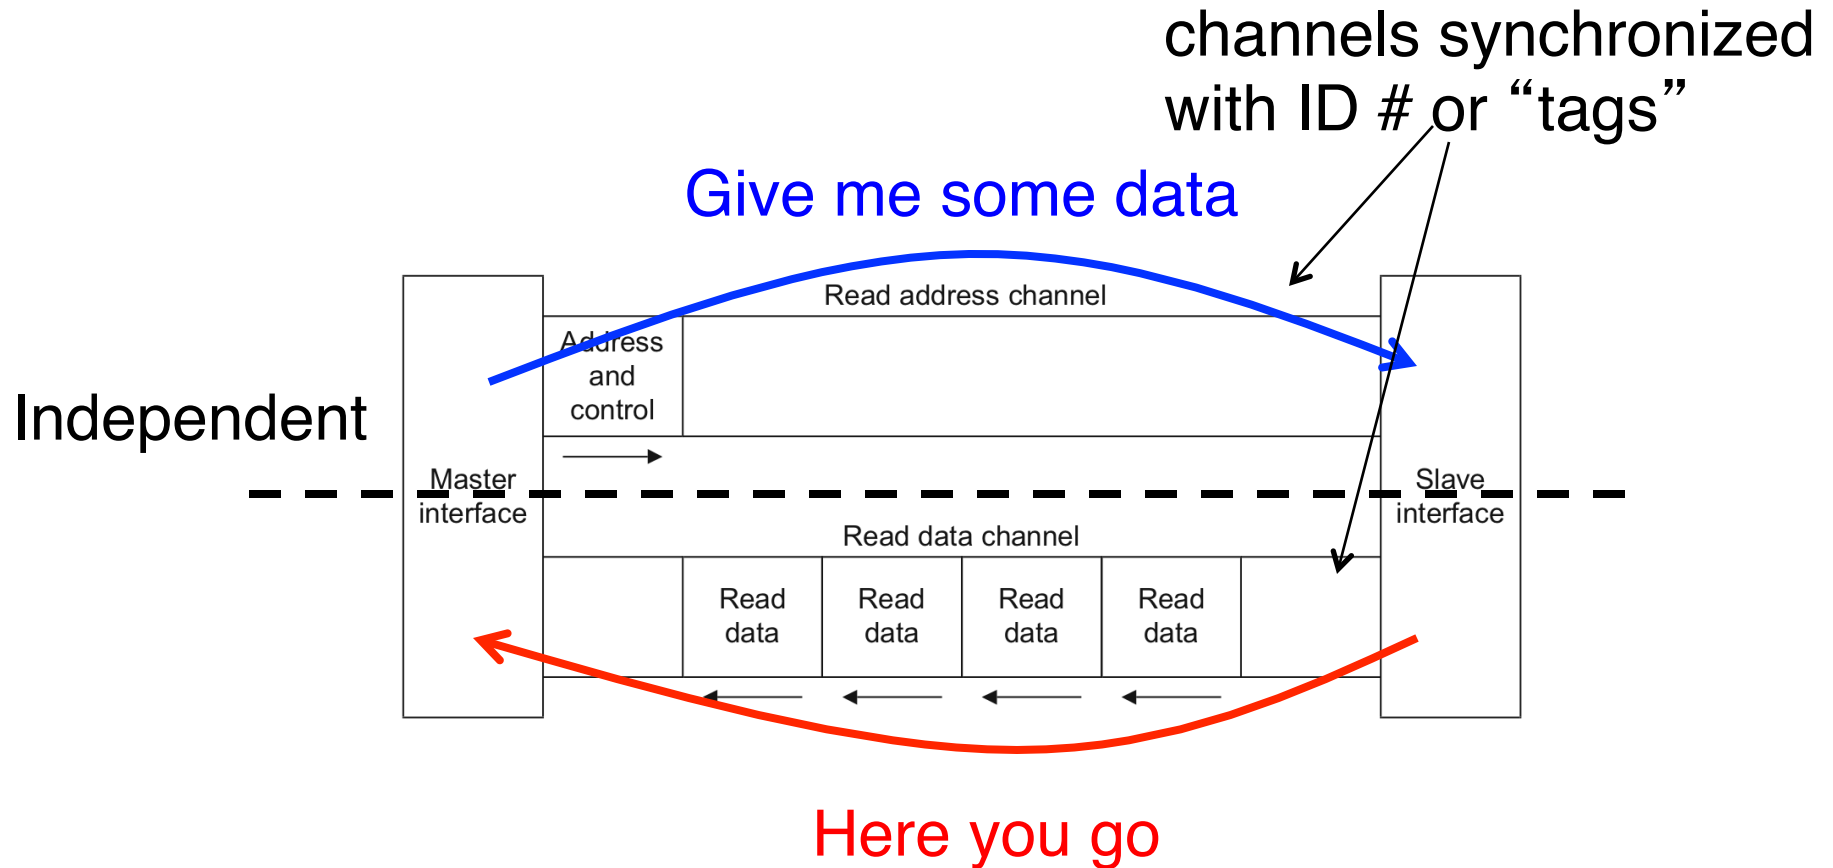 channels synchronized
with ID # or “tags”
Give me some data
Read address channel
Address
and
control
Independent
Master
interface
Slave
interface
Read data channel
Read
data
Read
data
Read
data
Read
data
Here you go